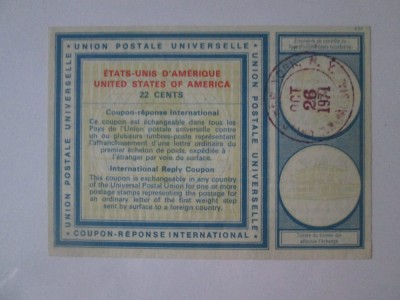 UNION POSTALE UNIVERSELLE
UNION POSTALE UNIVERSELLE
ÉTATS-UNIS D'AMÉRIQUE
UNITED STATES OF AMERICA
22 CENTS
Coupon-réponse international
Ce coupon est échangeable dans tous les
Pays de l'Union postale universelle contre
un ou plusieurs timbres-poste représentant
l'affranchissement d'une lettre ordinaire du
premier échelon de poids, expédiée à
l'étranger par voie de surface.
International Reply Coupon
This coupon is exchangeable in any country
of the Universal Postal Union for one or more
postage stamps representing the postage for
an ordinary letter of the first weight step
sent by surface to a foreign country.
COUPON-RÉPONSE INTERNATIONAL
UNION POSTALE UNIVERSELLE
N. Y.
OCT
26
1971